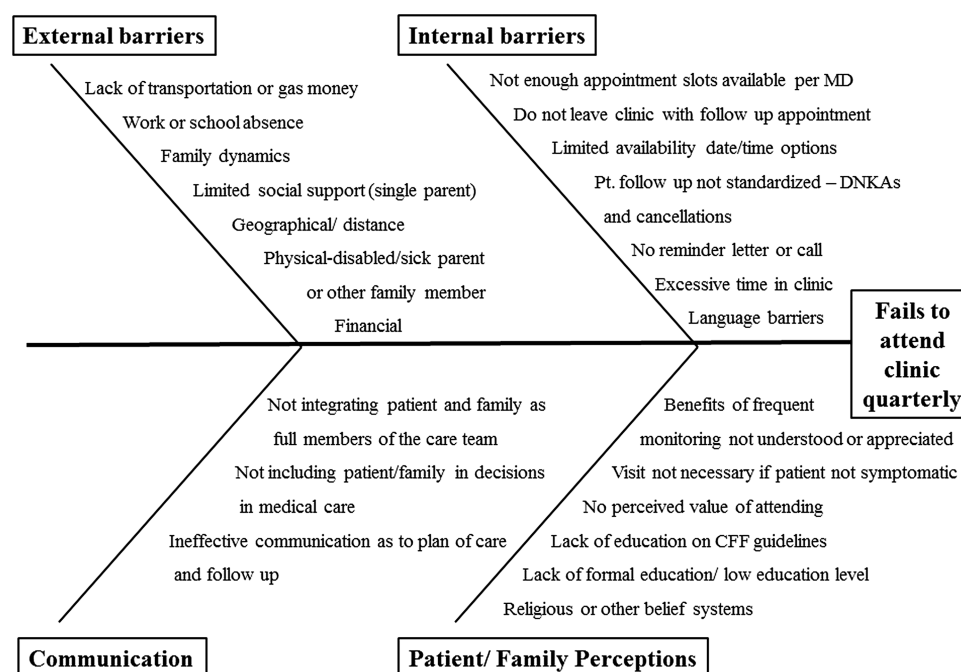 External barriers
Lack of transportation or gas money
Work or school absence
Family dynamics
Limited social support (single parent)
Geographical/ distance
Physical-disabled/sick parent
or other family member
Financial
Internal barriers
Not enough appointment slots available per MD
Do not leave clinic with follow up appointment
Limited availability date/time options
Pt. follow up not standardized – DNKAs
and cancellations
No reminder letter or call
Excessive time in clinic
Language barriers
Fails to
attend
clinic
quarterly
Not integrating patient and family as
full members of the care team
Not including patient/family in decisions
in medical care
Ineffective communication as to plan of care
and follow up
Communication
Benefits of frequent
monitoring not understood or appreciated
Visit not necessary if patient not symptomatic
No perceived value of attending
Lack of education on CFF guidelines
Lack of formal education/ low education level
Religious or other belief systems
Patient/ Family Perceptions